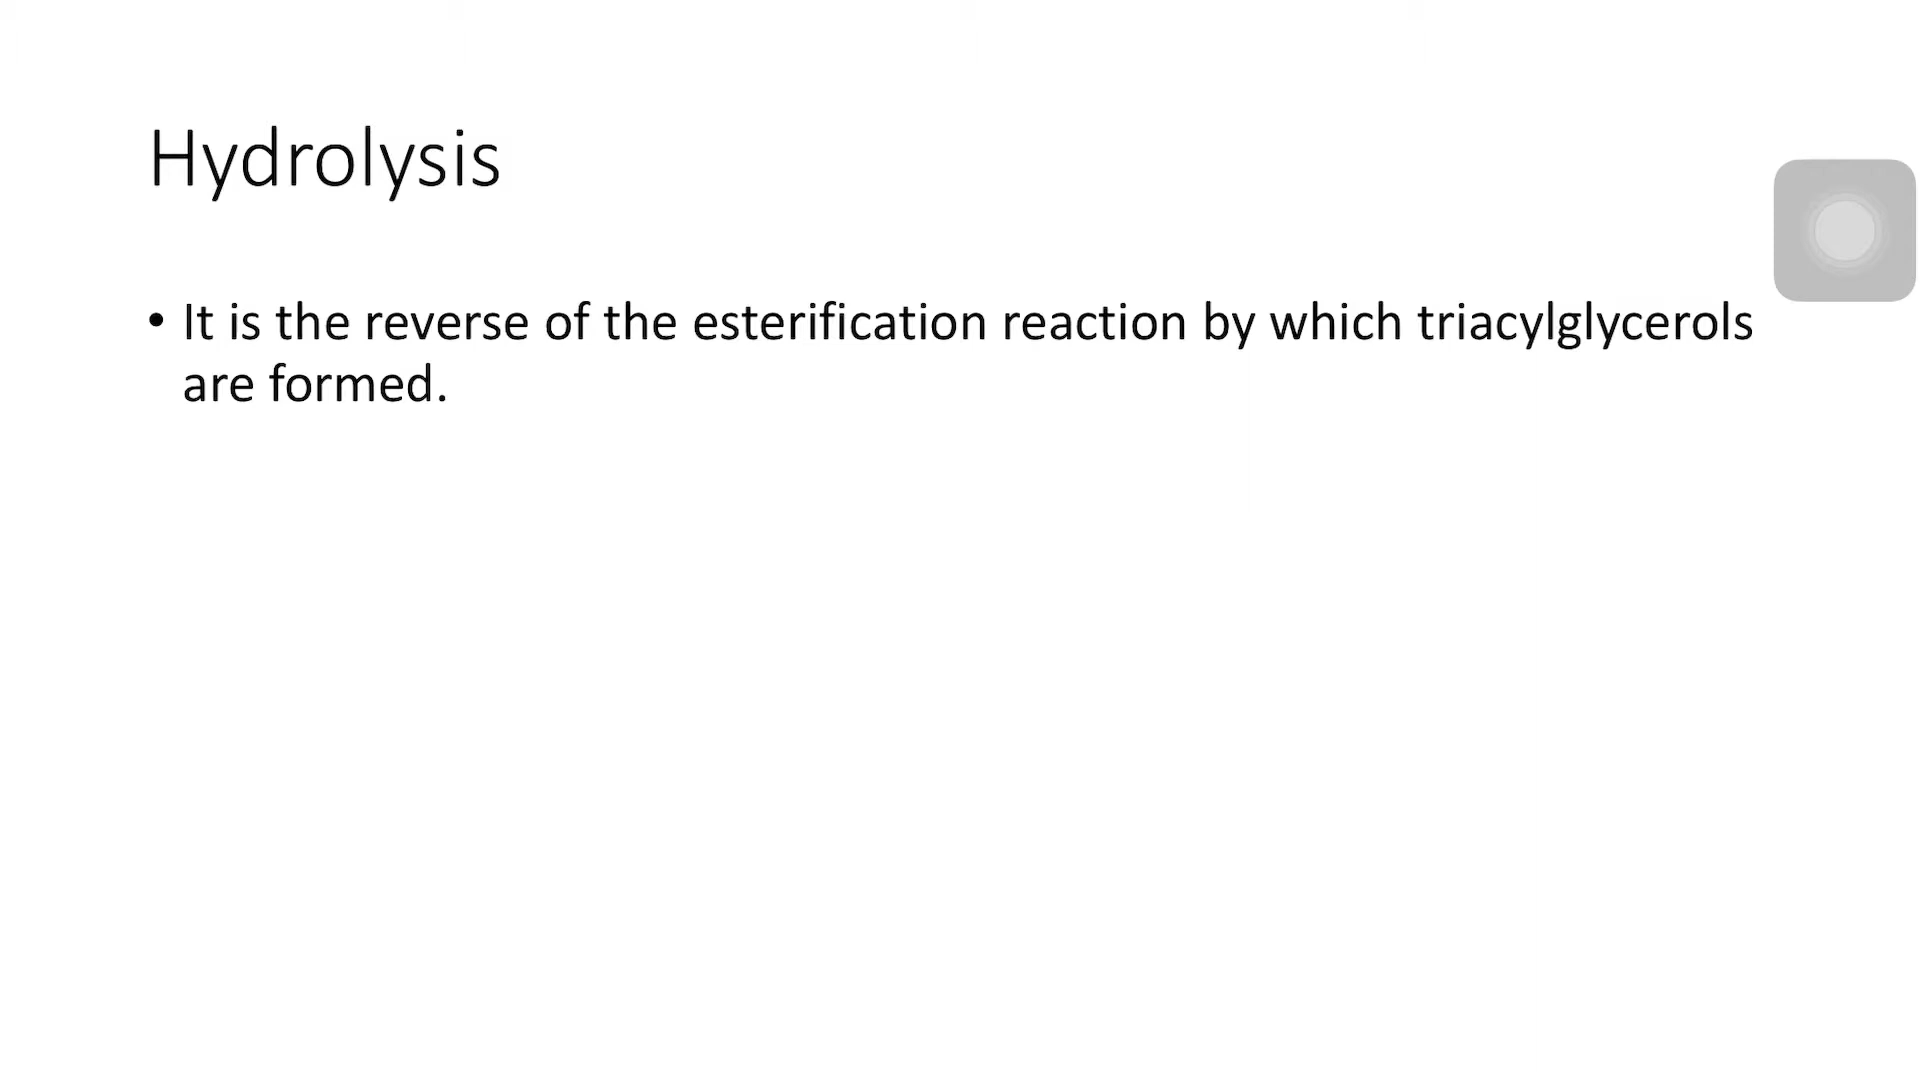 Hydrolysis
• It is the reverse of the esterification reaction by which triacylglycerols
are formed.